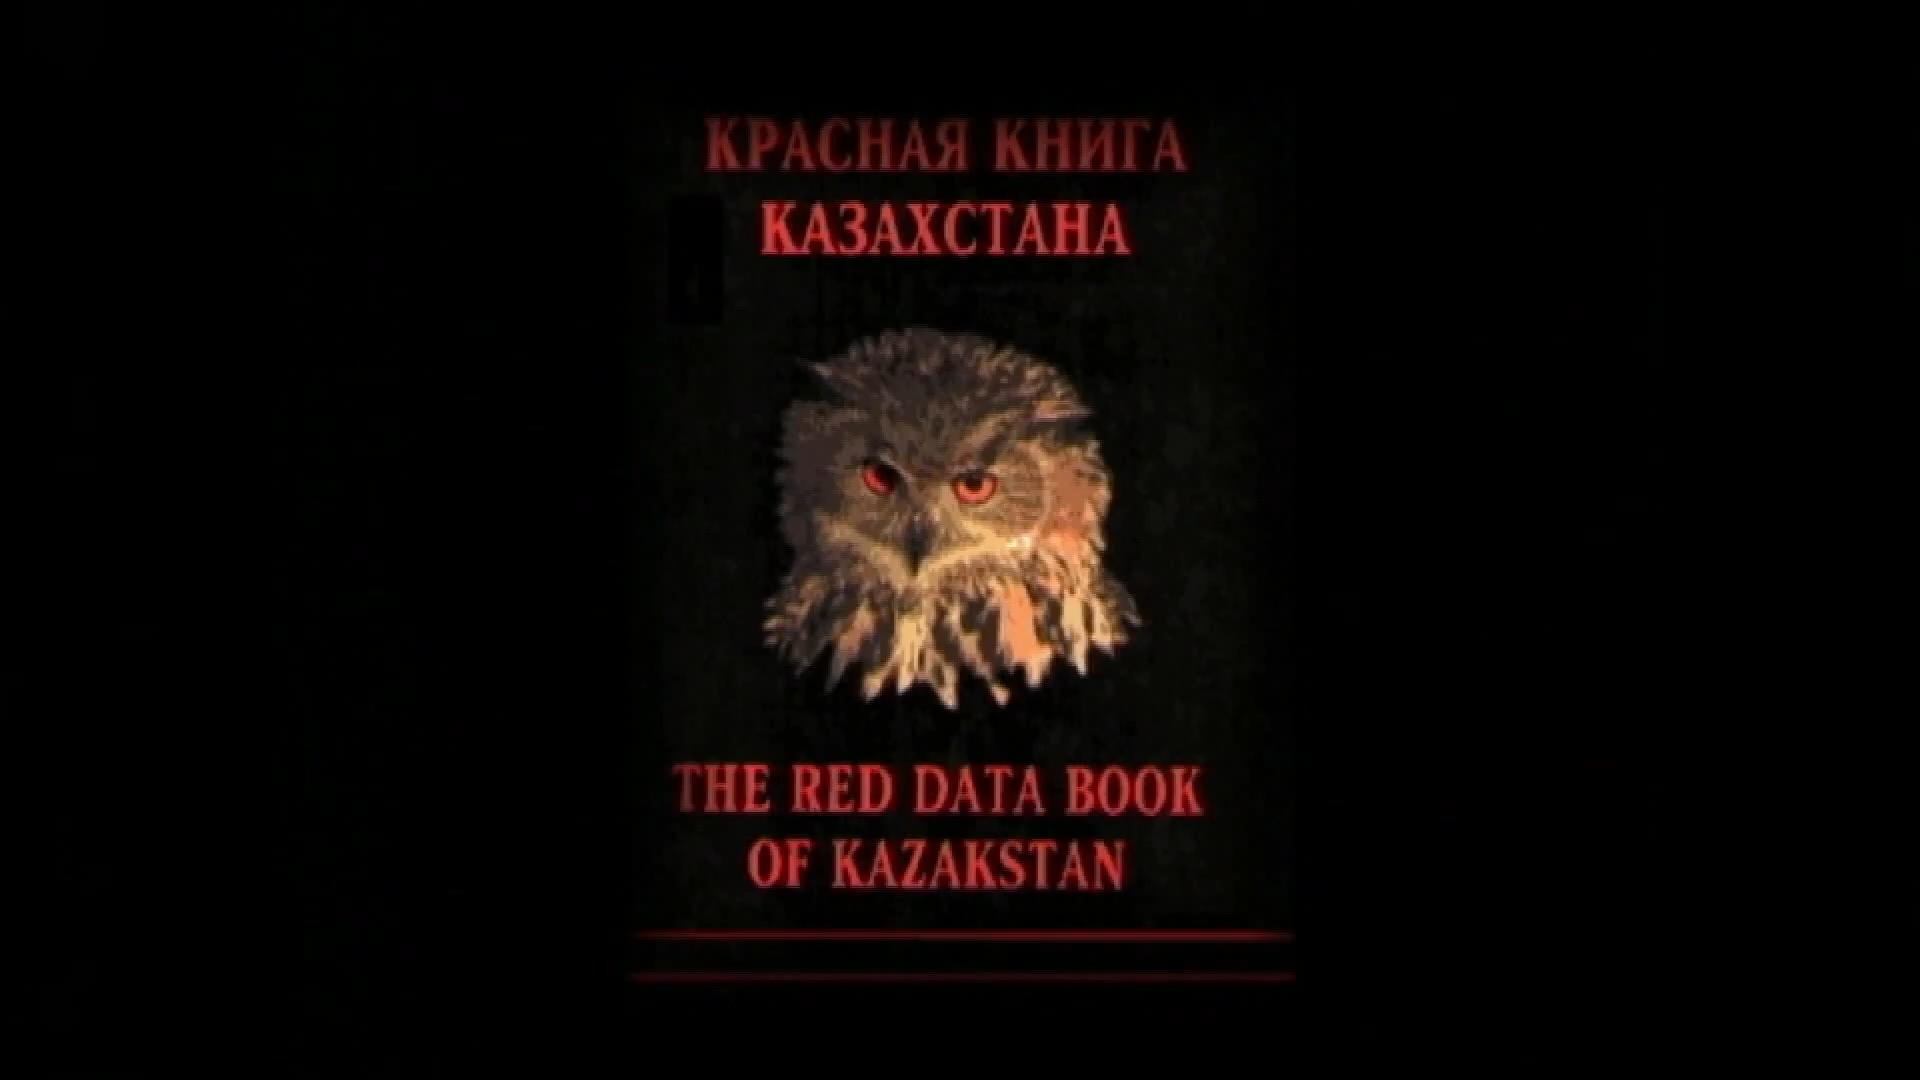 КРАСНАЯ КНИГА
КАЗАХСТАНА
THE RED DATA BOOK
OF KAZAKSTAN